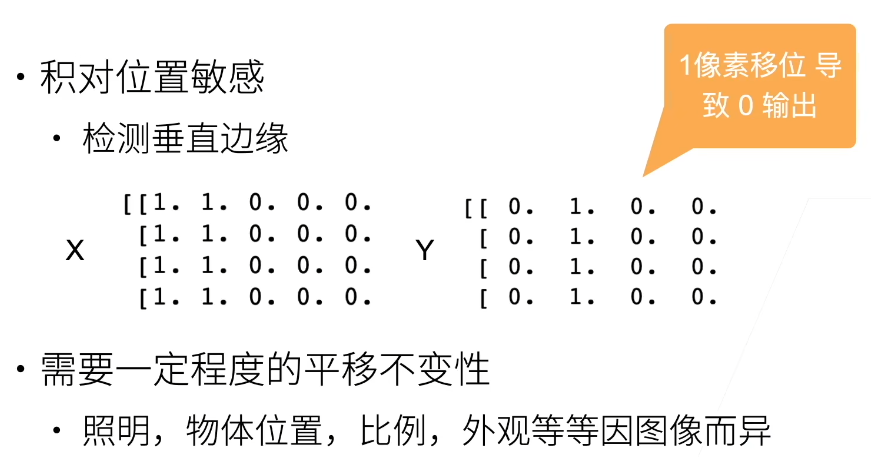 1像素移位 导
致 0 输出
• 积对位置敏感
• 检测垂直边缘
X
[[1. 1. 0. 0. 0.
[1. 1. 0. 0. 0.
[1. 1. 0. 0. 0.
[1. 1. 0. 0. 0.
Y
[[ 0. 1. 0. 0.
[ 0. 1. 0. 0.
[ 0. 1. 0. 0.
[ 0. 1. 0. 0.
• 需要一定程度的平移不变性
• 照明，物体位置，比例，外观等等因图像而异